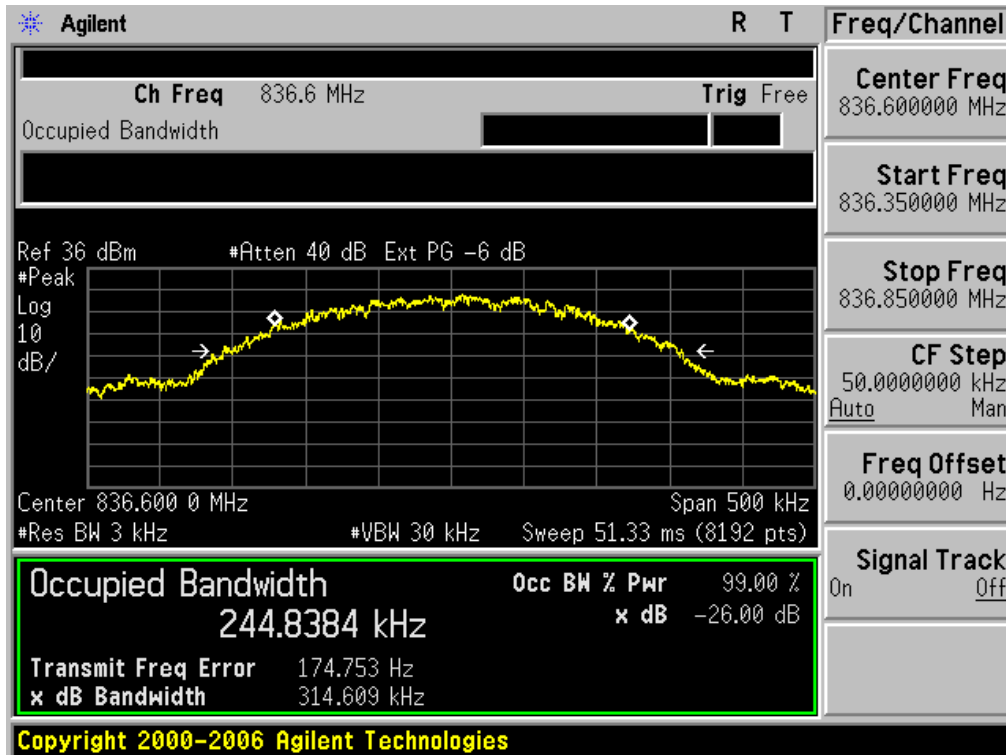 Agilent R T
Ch Freq 836.6 MHz Trig Free
Occupied Bandwidth
Ref 36 dBm #Atten 40 dB Ext PG -6 dB
#Peak
Log
10
dB/
Center 836.600 0 MHz Span 500 kHz
#Res BW 3 kHz #VBW 30 kHz Sweep 51.33 ms (8192 pts)
Occupied Bandwidth
244.8384 kHz
Occ BW % Pwr 99.00 %
x dB -26.00 dB
Transmit Freq Error 174.753 Hz
x dB Bandwidth 314.609 kHz
Copyright 2000-2006 Agilent Technologies
Freq/Channel
Center Freq
836.600000 MHz
Start Freq
836.350000 MHz
Stop Freq
836.850000 MHz
CF Step
50.0000000 kHz
Auto Man
Freq Offset
0.00000000 Hz
Signal Track
On Off